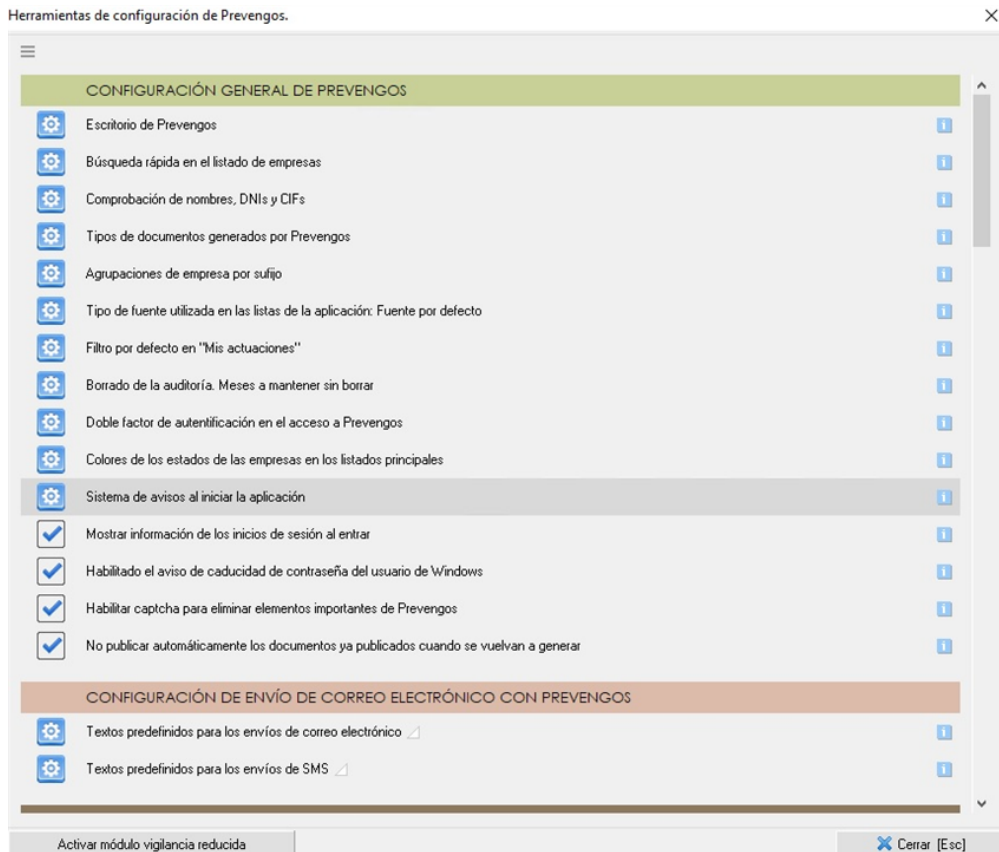 Herramientas de configuración de Prevengos.
CONFIGURACIÓN GENERAL DE PREVENGOS
Escritorio de Prevengos
Búsqueda rápida en el listado de empresas
Comprobación de nombres, DNIs y CIFs
Tipos de documentos generados por Prevengos
Agrupaciones de empresa por sufijo
Tipo de fuente utilizada en las listas de la aplicación: Fuente por defecto
Filtro por defecto en "Mis actuaciones"
Borrado de la auditoría. Meses a mantener sin borrar
Doble factor de autentificación en el acceso a Prevengos
Colores de los estados de las empresas en los listados principales
Sistema de avisos al iniciar la aplicación
Mostrar información de los inicios de sesión al entrar
Habilitado el aviso de caducidad de contraseña del usuario de Windows
Habilitar captcha para eliminar elementos importantes de Prevengos
No publicar automáticamente los documentos ya publicados cuando se vuelvan a generar
CONFIGURACIÓN DE ENVÍO DE CORREO ELECTRÓNICO CON PREVENGOS
Textos predefinidos para los envíos de correo electrónico
Textos predefinidos para los envíos de SMS
Activar módulo vigilancia reducida
Cerrar [Esc]